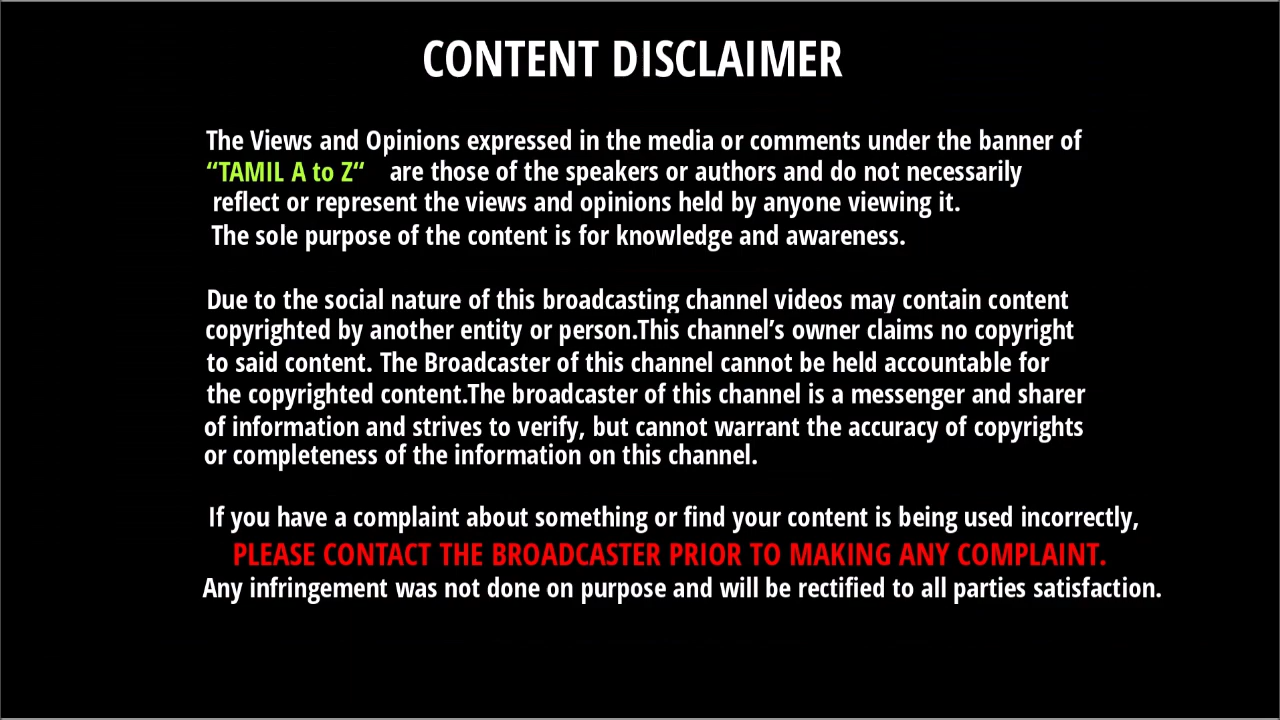 CONTENT DISCLAIMER
The Views and Opinions expressed in the media or comments under the banner of
“TAMIL A to Z“ are those of the speakers or authors and do not necessarily
reflect or represent the views and opinions held by anyone viewing it.
The sole purpose of the content is for knowledge and awareness.
Due to the social nature of this broadcasting channel videos may contain content
copyrighted by another entity or person.This channel’s owner claims no copyright
to said content. The Broadcaster of this channel cannot be held accountable for
the copyrighted content.The broadcaster of this channel is a messenger and sharer
of information and strives to verify, but cannot warrant the accuracy of copyrights
or completeness of the information on this channel.
If you have a complaint about something or find your content is being used incorrectly,
PLEASE CONTACT THE BROADCASTER PRIOR TO MAKING ANY COMPLAINT.
Any infringement was not done on purpose and will be rectified to all parties satisfaction.